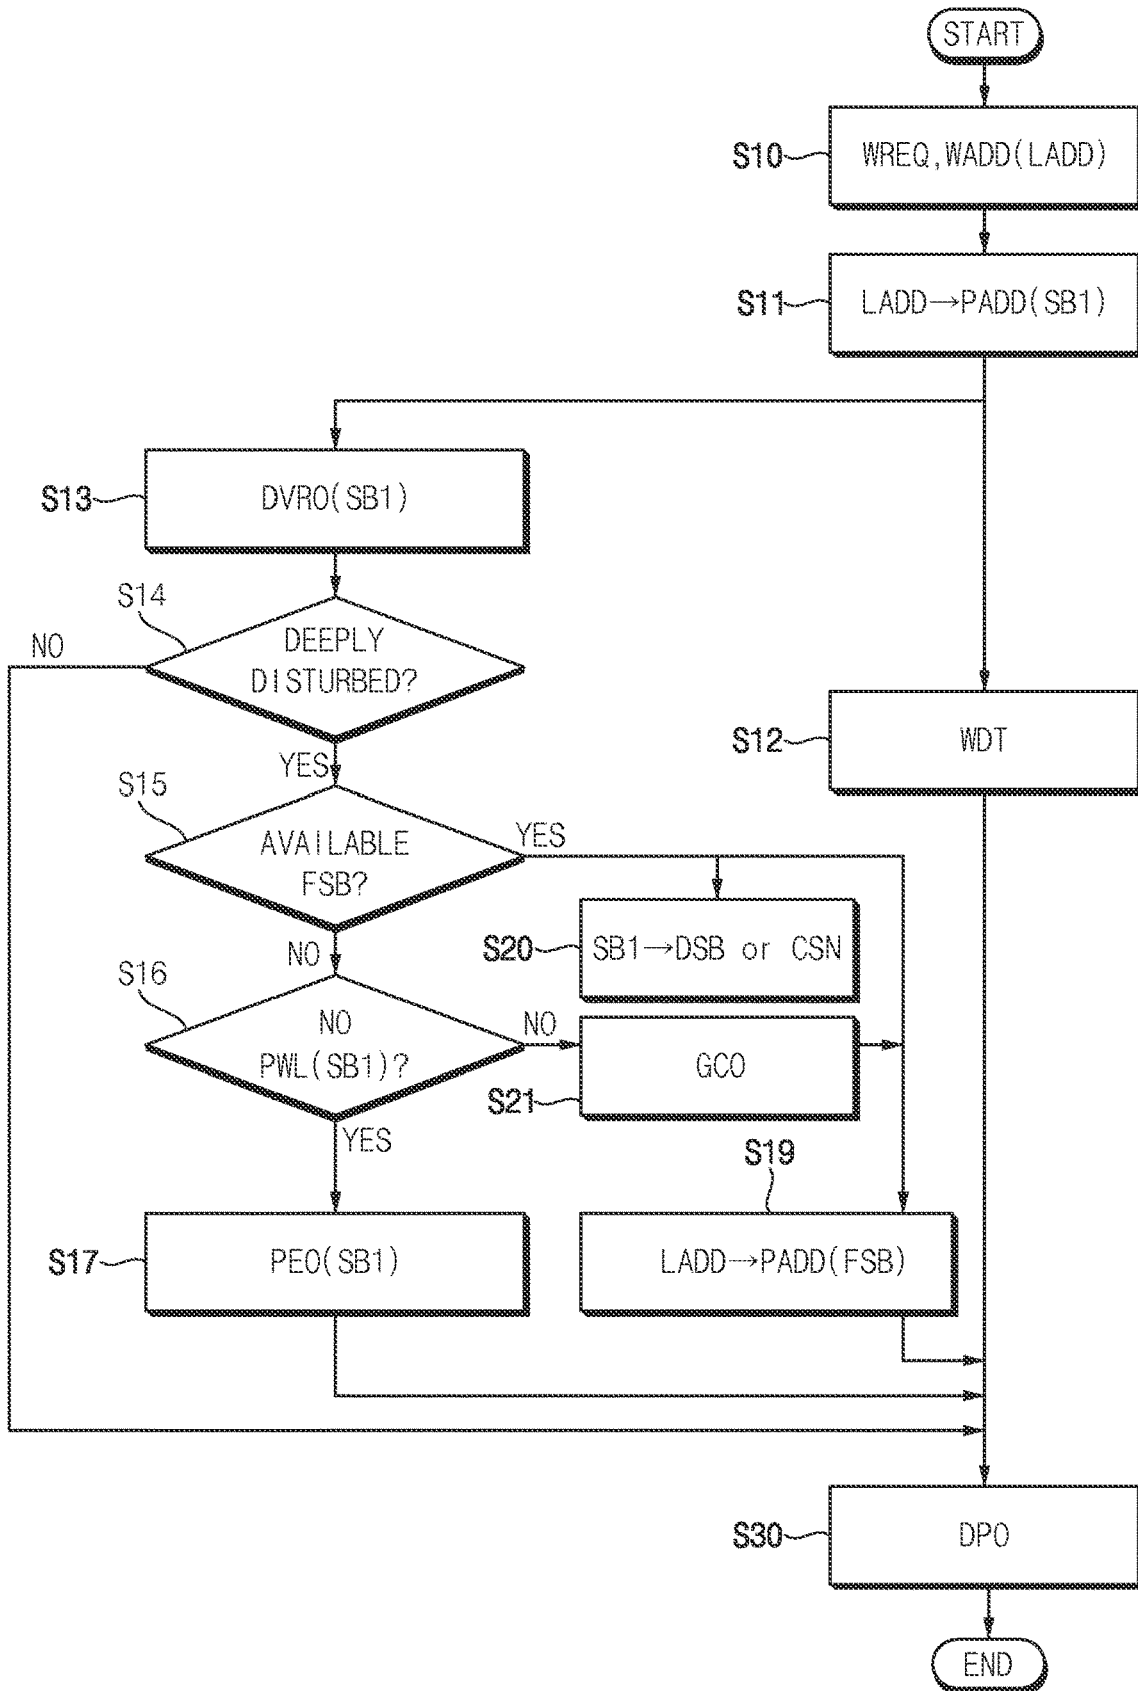 START
S10
WREQ,WADD(LADD)
S11
LADD→PADD(SB1)
S13
DVRO(SB1)
S14
NO
DEEPLY
DISTURBED?
YES
S12
WDT
S15
AVAILABLE
FSB?
YES
NO
S20
SB1→DSB or CSN
S16
NO
PWL(SB1)?
NO
YES
S21
GCO
S19
LADD→PADD(FSB)
S17
PEO(SB1)
S30
DPO
END